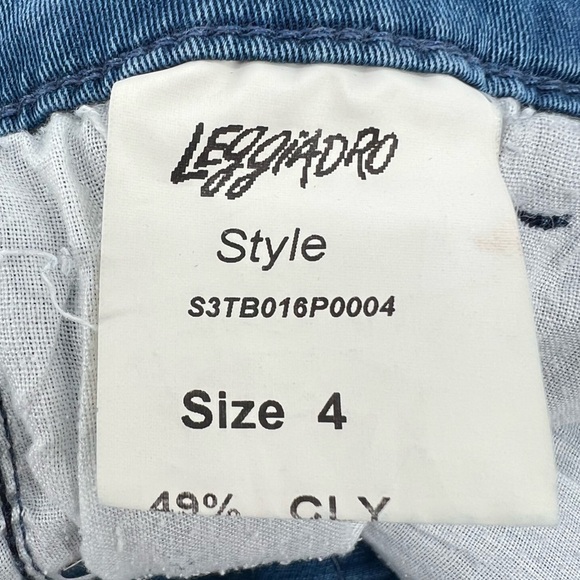 LEggiADRO
Style
S3TB016P0004
Size 4
49% CLY